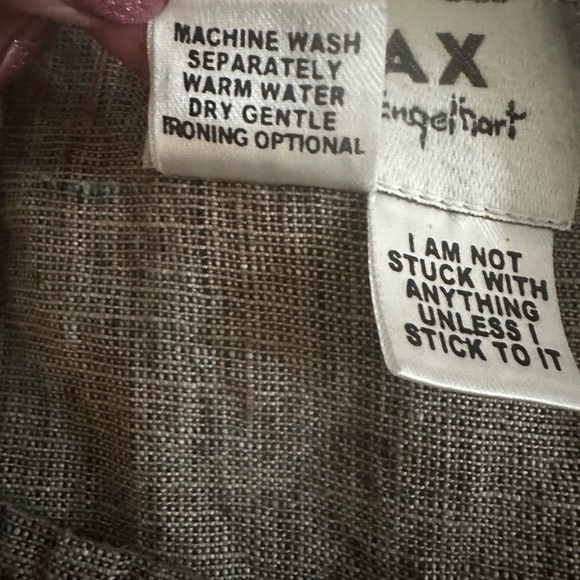 MACHINE WASH
SEPARATELY
WARM WATER
DRY GENTLE
IRONING OPTIONAL
AX
Engelhart
I AM NOT
STUCK WITH
ANYTHING
UNLESS I
STICK TO IT